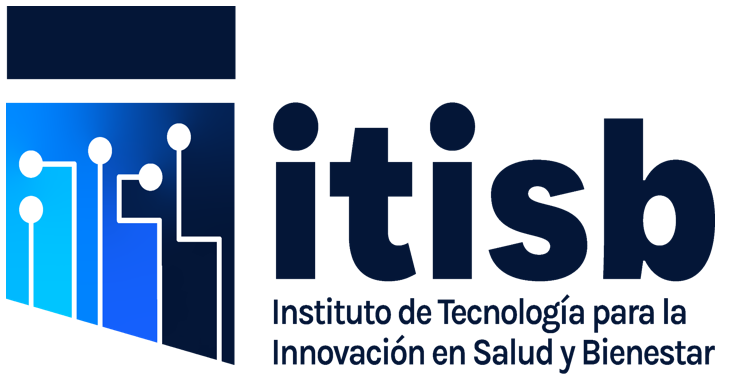 itisb
Instituto de Tecnología para la
Innovación en Salud y Bienestar